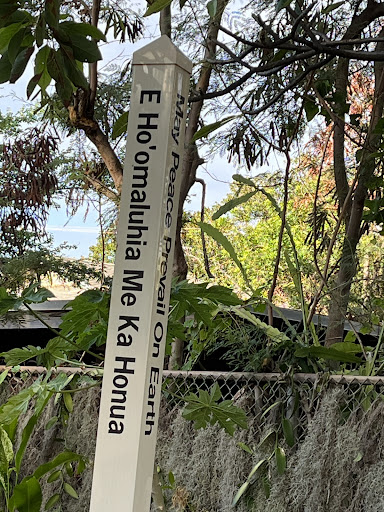 E Ho'omaluhia Me Ka Honua
May Peace Prevail On Earth